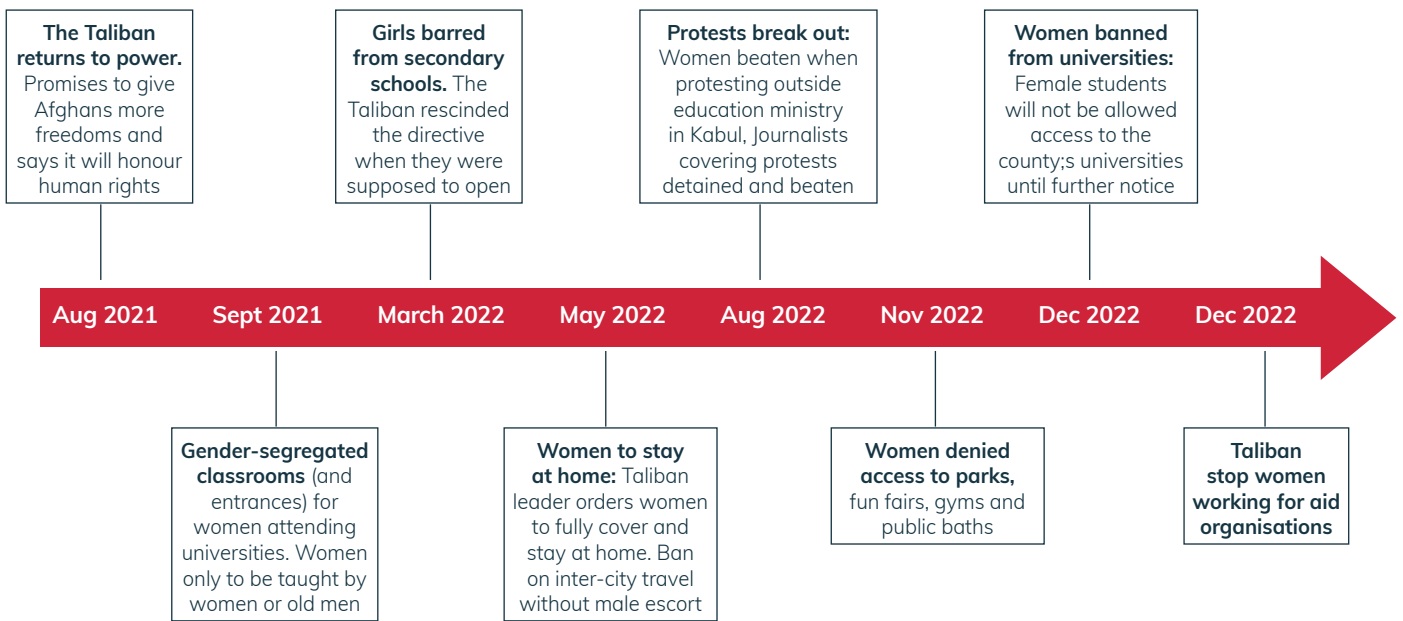 The Taliban
returns to power.
Promises to give
Afghans more
freedoms and
says it will honour
human rights
Girls barred
from secondary
schools. The
Taliban rescinded
the directive
when they were
supposed to open
Protests break out:
Women beaten when
protesting outside
education ministry
in Kabul, Journalists
covering protests
detained and beaten
Women banned
from universities:
Female students
will not be allowed
access to the
county;s universities
until further notice
Aug 2021
Sept 2021
March 2022
May 2022
Aug 2022
Nov 2022
Dec 2022
Dec 2022
Gender-segregated
classrooms (and
entrances) for
women attending
universities. Women
only to be taught by
women or old men
Women to stay
at home: Taliban
leader orders women
to fully cover and
stay at home. Ban
on inter-city travel
without male escort
Women denied
access to parks,
fun fairs, gyms and
public baths
Taliban
stop women
working for aid
organisations